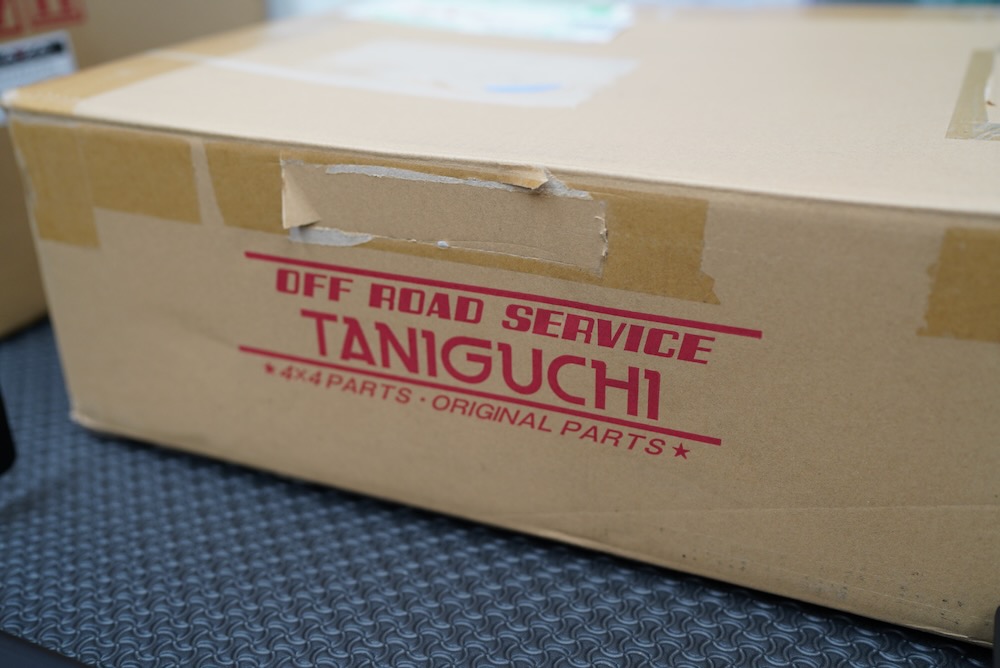 OFF ROAD SERVICE
TANIGUCHI
★4×4 PARTS・ORIGINAL PARTS★